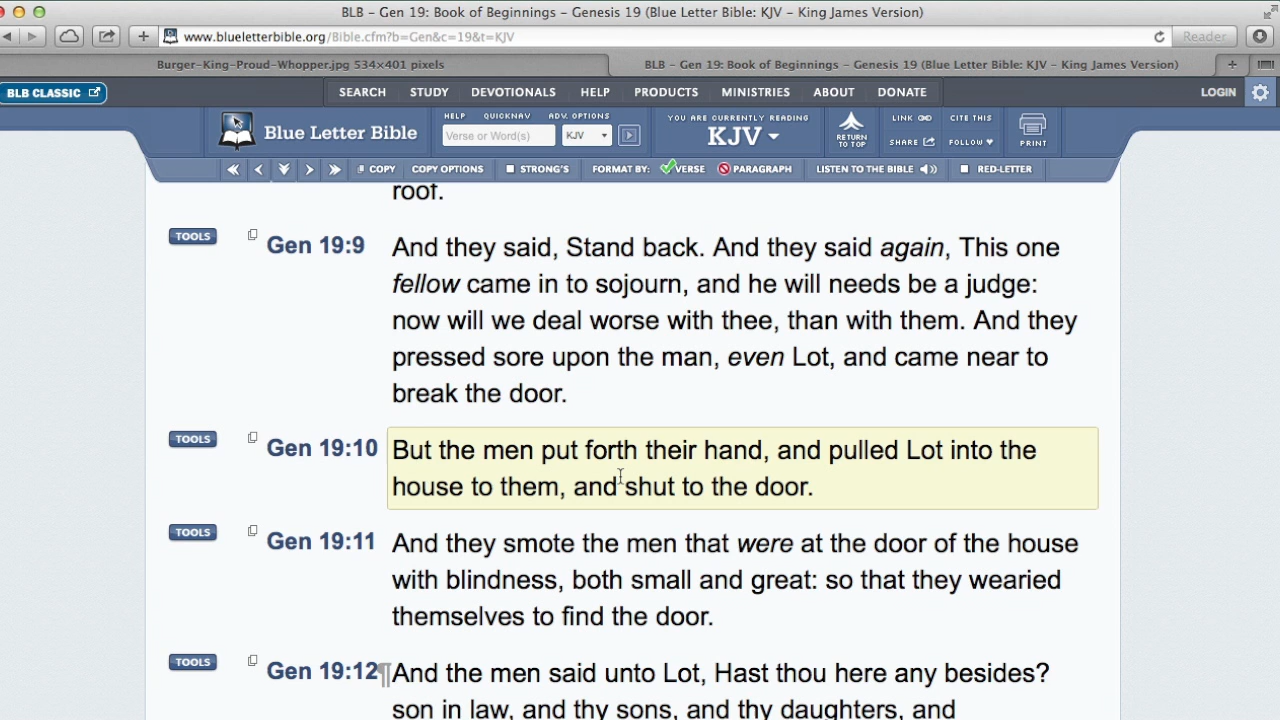 BLB – Gen 19: Book of Beginnings – Genesis 19 (Blue Letter Bible: KJV – King James Version)
www.blueletterbible.org/Bible.cfm?b=Gen&c=19&t=KJV
Reader
Burger-King-Proud-Whopper.jpg 534×401 pixels
BLB – Gen 19: Book of Beginnings – Genesis 19 (Blue Letter Bible: KJV – King James Version)
BLB CLASSIC
SEARCH STUDY DEVOTIONALS HELP PRODUCTS MINISTRIES ABOUT DONATE
LOGIN
Blue Letter Bible
HELP QUICKNAV ADV. OPTIONS
Verse or Word(s) KJV
YOU ARE CURRENTLY READING
KJV
RETURN
TO TOP
LINK CITE THIS
SHARE FOLLOW
PRINT
COPY COPY OPTIONS STRONG'S FORMAT BY: VERSE PARAGRAPH LISTEN TO THE BIBLE RED-LETTER
roof.
TOOLS Gen 19:9 And they said, Stand back. And they said again, This one
fellow came in to sojourn, and he will needs be a judge:
now will we deal worse with thee, than with them. And they
pressed sore upon the man, even Lot, and came near to
break the door.
TOOLS Gen 19:10 But the men put forth their hand, and pulled Lot into the
house to them, and shut to the door.
TOOLS Gen 19:11 And they smote the men that were at the door of the house
with blindness, both small and great: so that they wearied
themselves to find the door.
TOOLS Gen 19:12 ¶ And the men said unto Lot, Hast thou here any besides?
son in law, and thy sons, and thy daughters, and